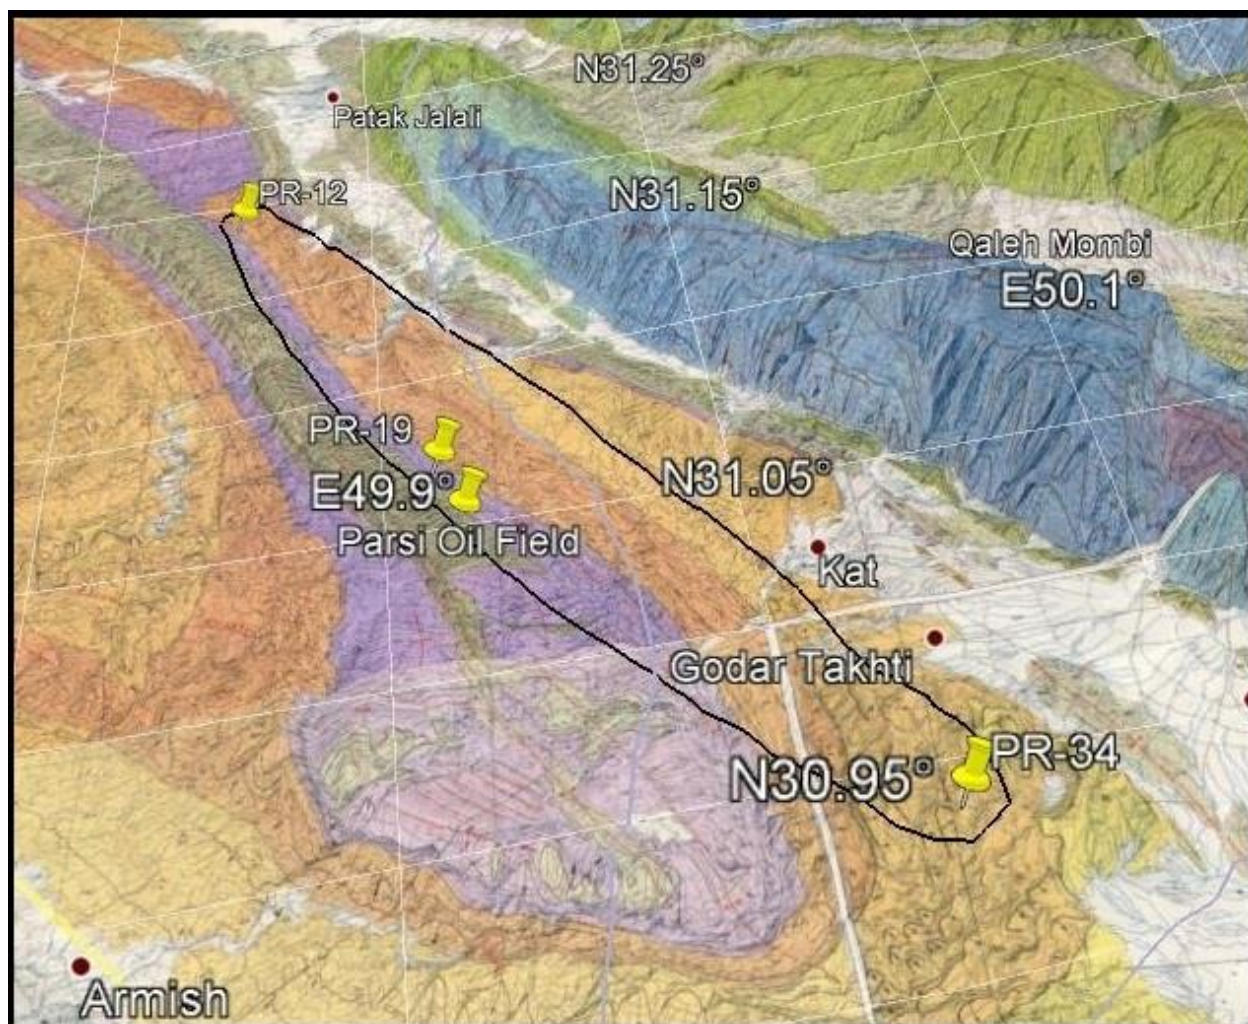 N31.25°
Patak Jalali
PR-12
N31.15°
Qaleh Mombi
E50.1°
PR-19
N31.05°
E49.9°
Parsi Oil Field
Kat
Godar Takhti
PR-34
N30.95°
Armish